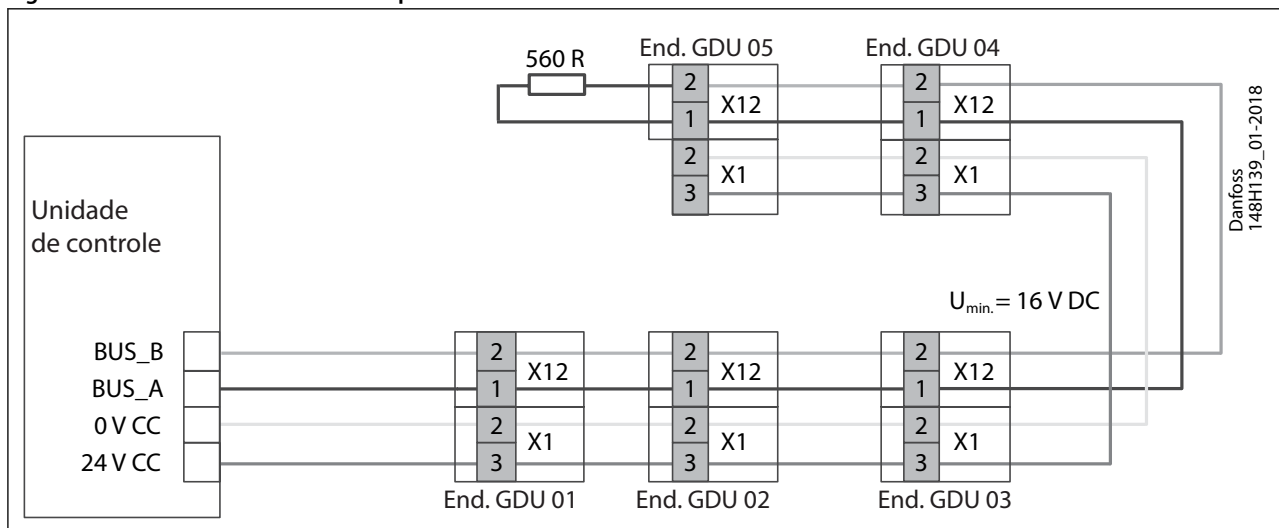 End. GDU 05
End. GDU 04
560 R
2
X12
1
2
X1
3
2
X12
1
2
X1
3
Danfoss
148H139_01-2018
Unidade
de controle
Umin. = 16 V DC
BUS_B
BUS_A
0 V CC
24 V CC
2
X12
1
2
X1
3
2
X12
1
2
X1
3
2
X12
1
2
X1
3
End. GDU 01
End. GDU 02
End. GDU 03